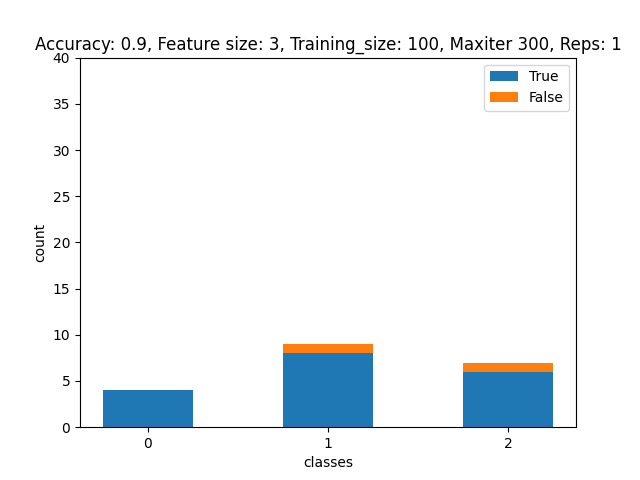 Accuracy: 0.9, Feature size: 3, Training_size: 100, Maxiter 300, Reps: 1
40
35
30
25
20
15
10
5
0
count
True
False
0 1 2
classes